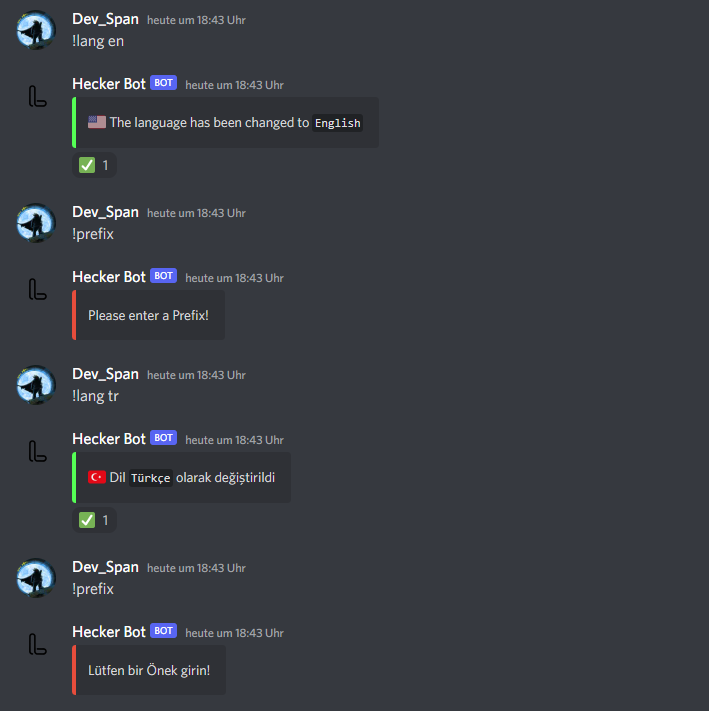 Dev_Span heute um 18:43 Uhr
!lang en
Hecker Bot BOT heute um 18:43 Uhr
The language has been changed to English
1
Dev_Span heute um 18:43 Uhr
!prefix
Hecker Bot BOT heute um 18:43 Uhr
Please enter a Prefix!
Dev_Span heute um 18:43 Uhr
!lang tr
Hecker Bot BOT heute um 18:43 Uhr
Dil Türkçe olarak değiştirildi
1
Dev_Span heute um 18:43 Uhr
!prefix
Hecker Bot BOT heute um 18:43 Uhr
Lütfen bir Önek girin!